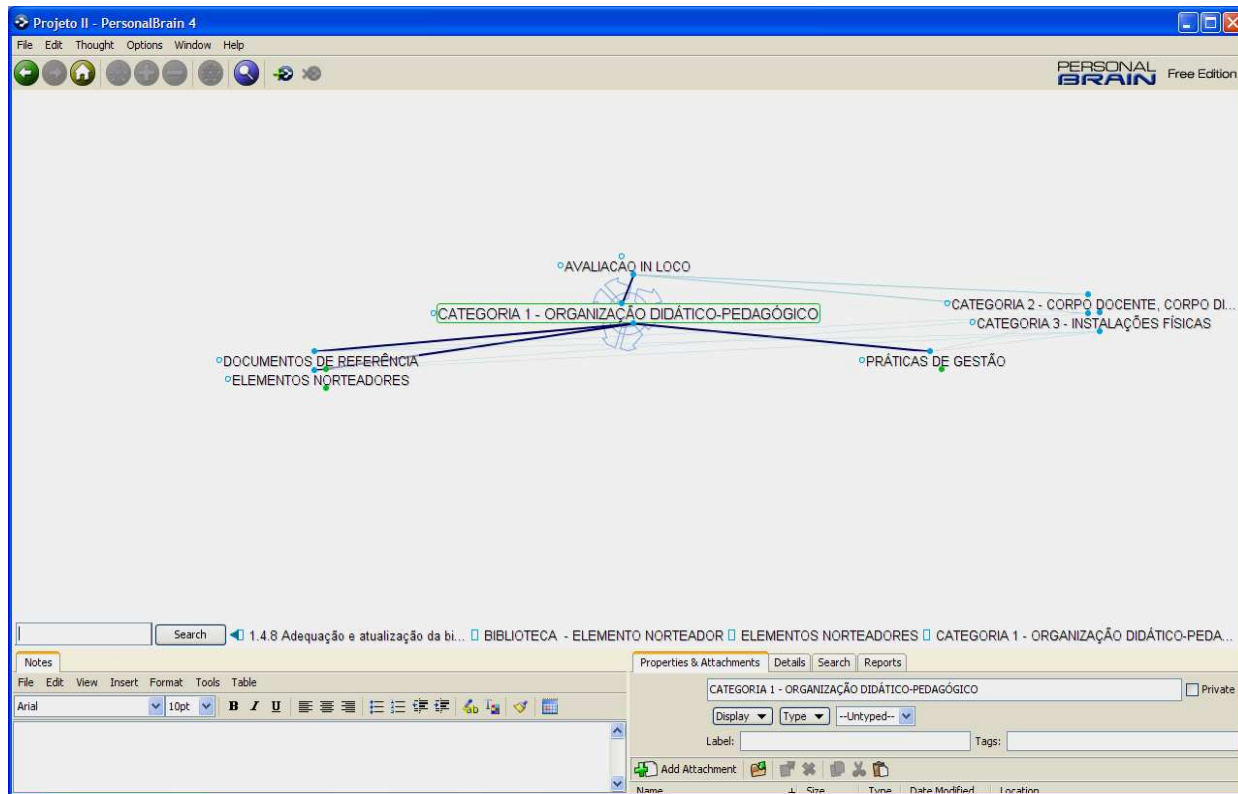 Projeto II - PersonalBrain 4
File Edit Thought Options Window Help
PERSONAL BRAIN Free Edition
AVALIACAO IN LOCO
CATEGORIA 1 - ORGANIZAÇÃO DIDÁTICO-PEDAGÓGICO
CATEGORIA 2 - CORPO DOCENTE, CORPO DI...
CATEGORIA 3 - INSTALAÇÕES FÍSICAS
DOCUMENTOS DE REFERÊNCIA
ELEMENTOS NORTEADORES
PRÁTICAS DE GESTÃO
Search 1.4.8 Adequação e atualização da bi... BIBLIOTECA - ELEMENTO NORTEADOR ELEMENTOS NORTEADORES CATEGORIA 1 - ORGANIZAÇÃO DIDÁTICO-PEDA...
Notes
File Edit View Insert Format Tools Table
Arial 10pt B I U
Properties & Attachments Details Search Reports
CATEGORIA 1 - ORGANIZAÇÃO DIDÁTICO-PEDAGÓGICO Private
Display Type --Untyped--
Label: Tags:
Add Attachment
Name Size Type Date Modified Location